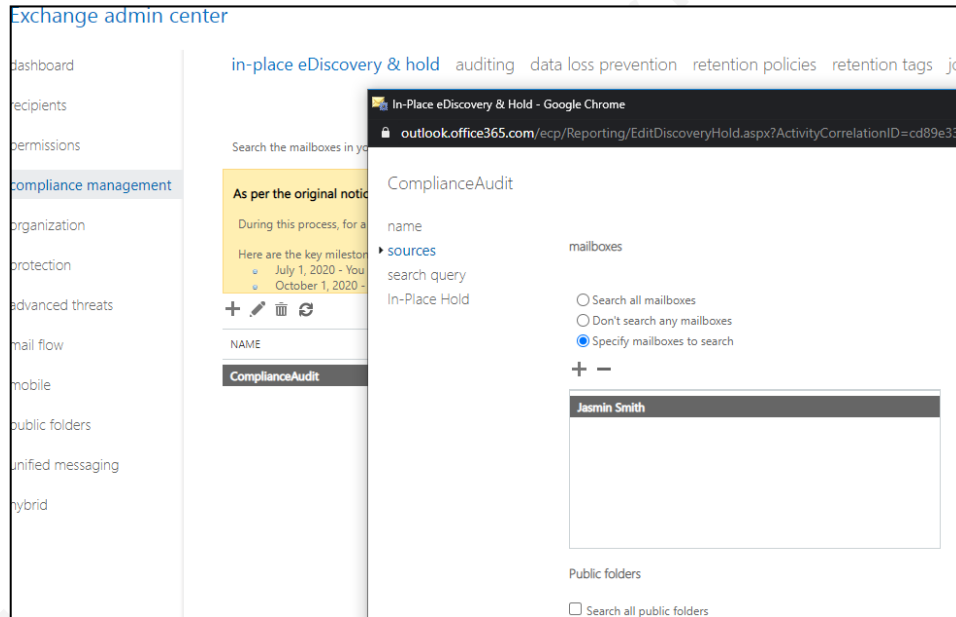 Exchange admin center
dashboard
recipients
permissions
compliance management
organization
protection
advanced threats
mail flow
mobile
public folders
unified messaging
hybrid
in-place eDiscovery & hold auditing data loss prevention retention policies retention tags jo
Search the mailboxes in yo
As per the original notic
During this process, for a
Here are the key mileston
July 1, 2020 - You
October 1, 2020 -
NAME
ComplianceAudit
In-Place eDiscovery & Hold - Google Chrome
outlook.office365.com/ecp/Reporting/EditDiscoveryHold.aspx?ActivityCorrelationID=cd89e33
ComplianceAudit
name
sources
search query
In-Place Hold
mailboxes
Search all mailboxes
Don't search any mailboxes
Specify mailboxes to search
Jasmin Smith
Public folders
Search all public folders